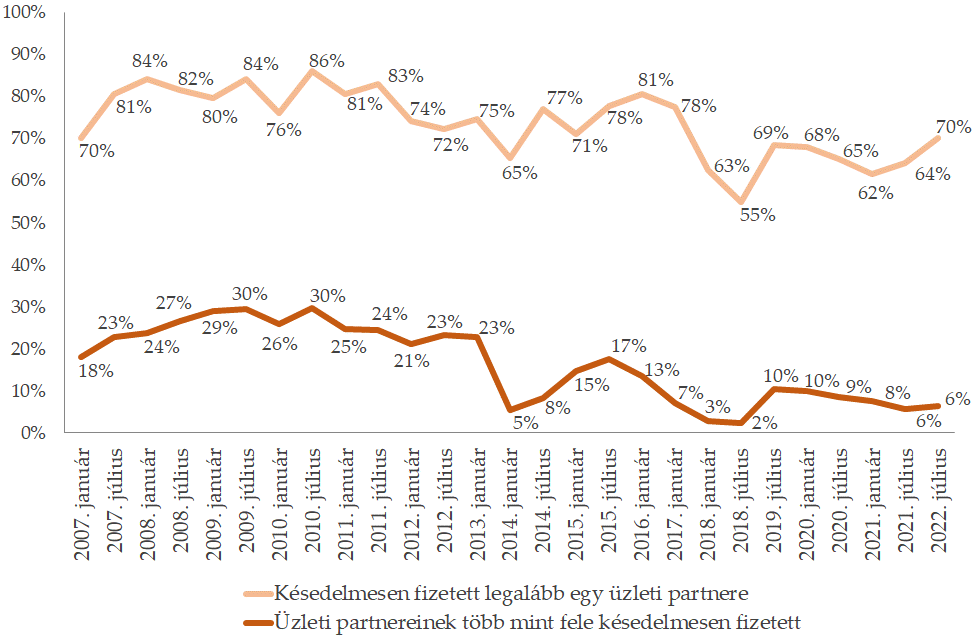 100%
90%
80%
70%
60%
50%
40%
30%
20%
10%
0%
70%
81%
84%
82%
80%
84%
76%
86%
81%
83%
74%
72%
75%
65%
77%
71%
78%
81%
78%
63%
55%
69%
68%
65%
62%
64%
70%
18%
23%
24%
27%
29%
30%
26%
30%
25%
24%
21%
23%
23%
5%
8%
15%
17%
13%
7%
3%
2%
10%
10%
9%
8%
6%
6%
2007. január
2007. július
2008. január
2008. július
2009. január
2009. július
2010. január
2010. július
2011. január
2011. július
2012. január
2012. július
2013. január
2014. január
2014. július
2015. január
2015. július
2016. január
2017. január
2018. január
2018. július
2019. július
2020. január
2020. július
2021. január
2021. július
2022. július
Késedelmesen fizetett legalább egy üzleti partnere
Üzleti partnereinek több mint fele késedelmesen fizetett